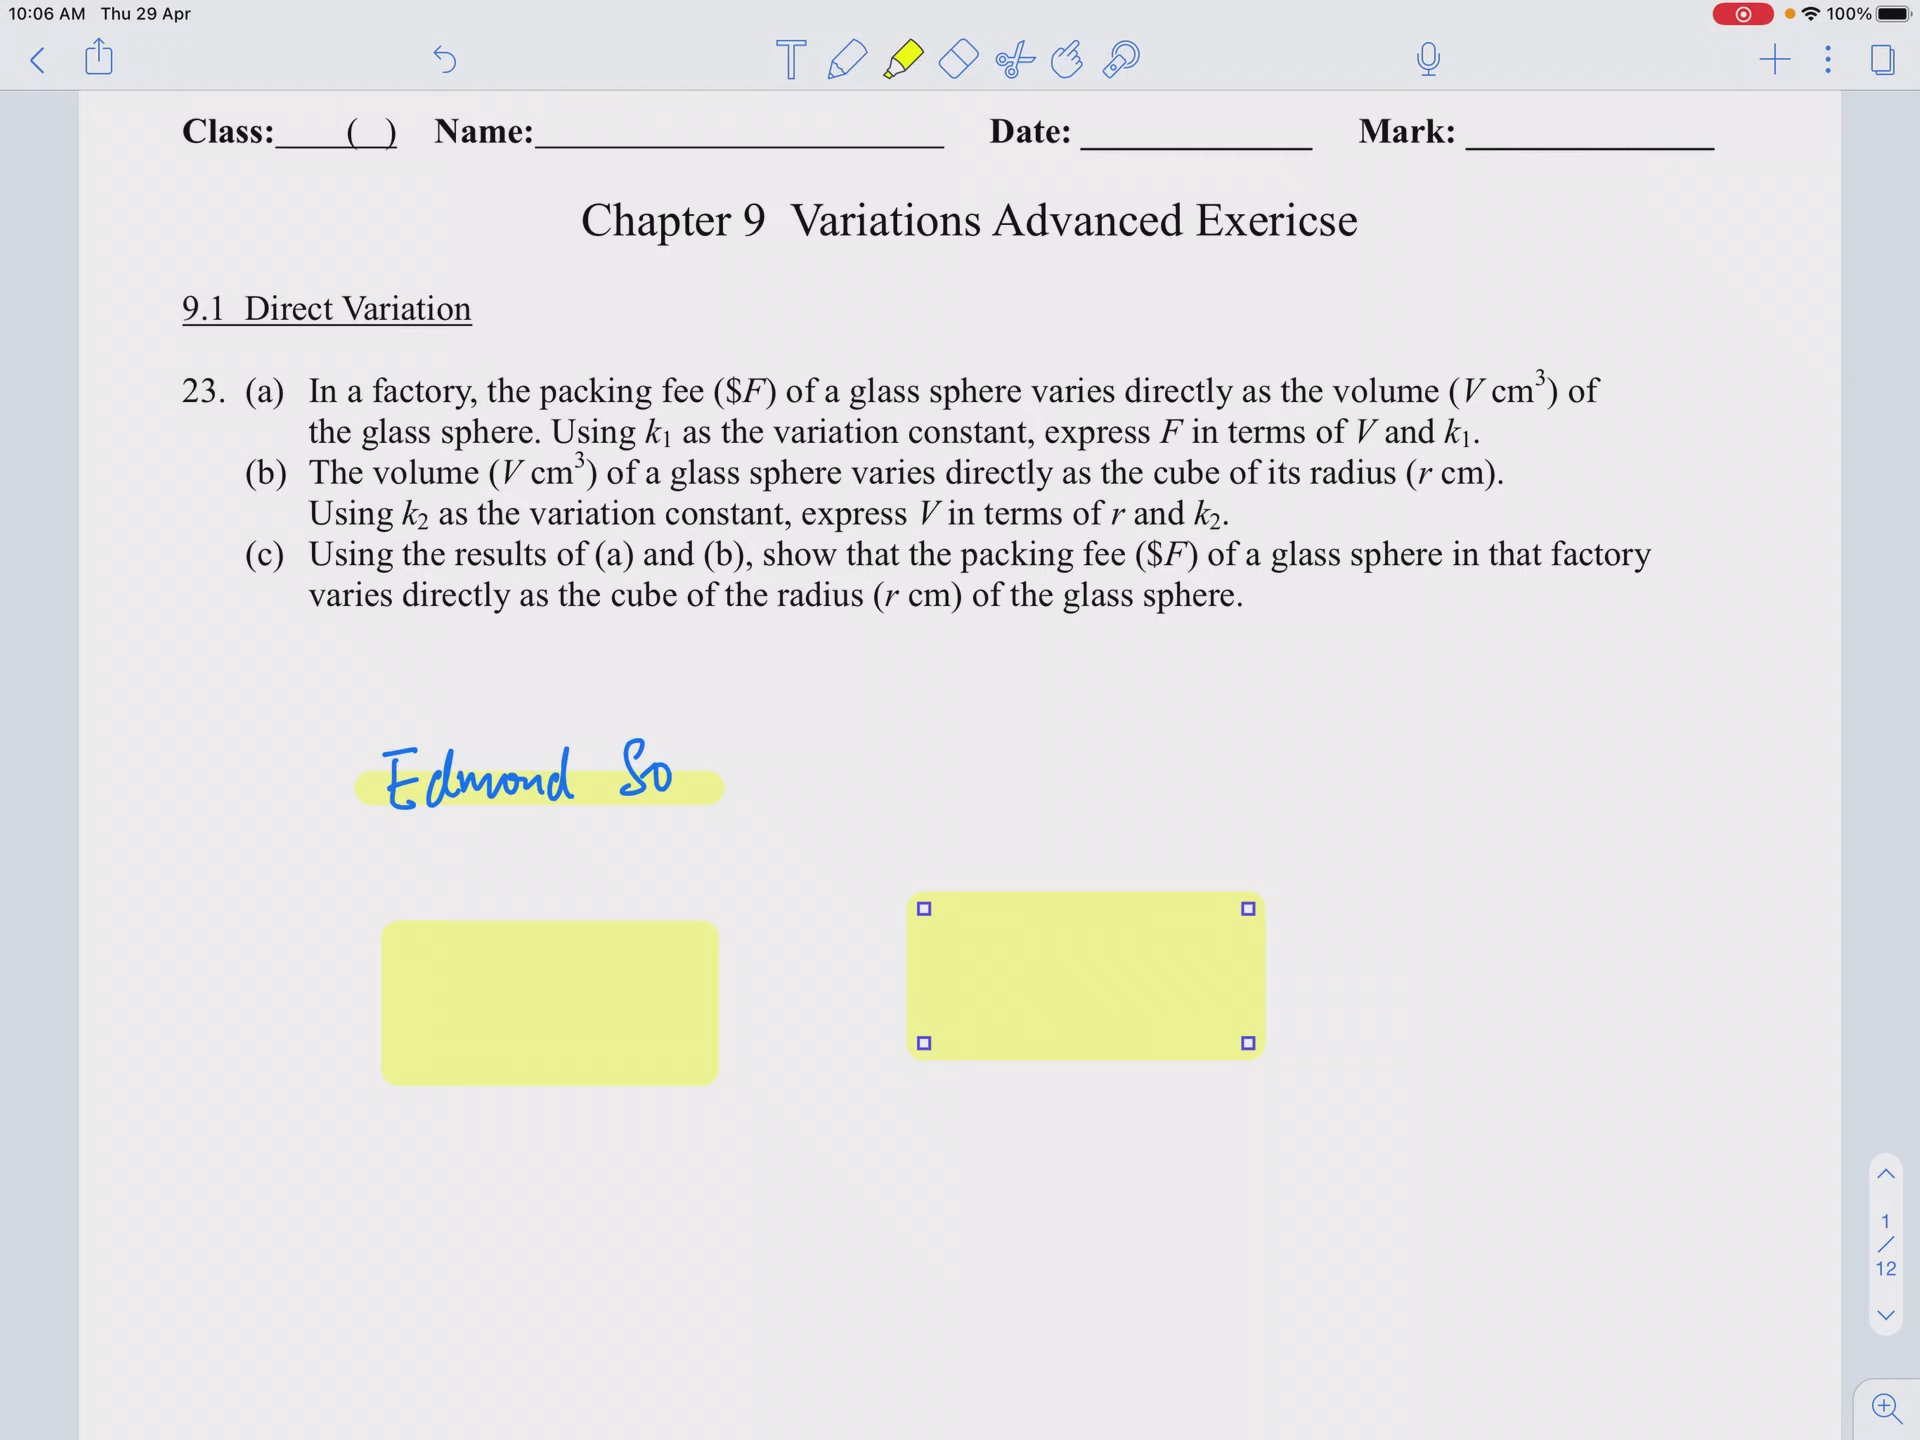 10:06 AM Thu 29 Apr 100%
Class: ( ) Name: Date: Mark:
Chapter 9 Variations Advanced Exericse
9.1 Direct Variation
23. (a) In a factory, the packing fee ($F) of a glass sphere varies directly as the volume (V cm³) of
the glass sphere. Using k₁ as the variation constant, express F in terms of V and k₁.
(b) The volume (V cm³) of a glass sphere varies directly as the cube of its radius (r cm).
Using k₂ as the variation constant, express V in terms of r and k₂.
(c) Using the results of (a) and (b), show that the packing fee ($F) of a glass sphere in that factory
varies directly as the cube of the radius (r cm) of the glass sphere.
Edmond So
1
/
12